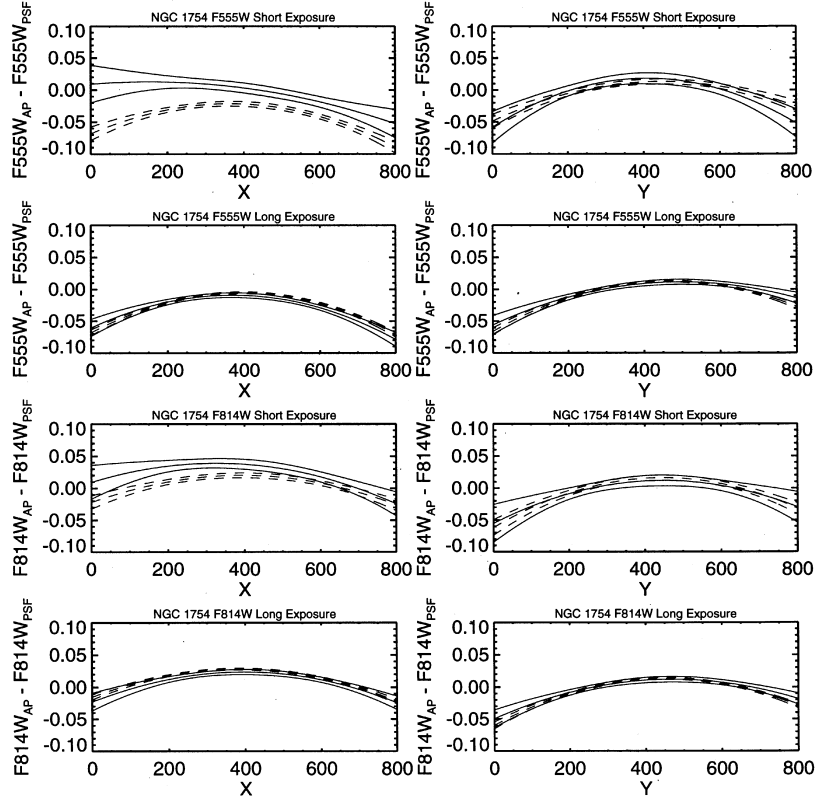 NGC 1754 F555W Short Exposure
F555W_AP - F555W_PSF
0.10
0.05
0.00
-0.05
-0.10
0 200 400 600 800
X
NGC 1754 F555W Short Exposure
F555W_AP - F555W_PSF
0.10
0.05
0.00
-0.05
-0.10
0 200 400 600 800
Y
NGC 1754 F555W Long Exposure
F555W_AP - F555W_PSF
0.10
0.05
0.00
-0.05
-0.10
0 200 400 600 800
X
NGC 1754 F555W Long Exposure
F555W_AP - F555W_PSF
0.10
0.05
0.00
-0.05
-0.10
0 200 400 600 800
Y
NGC 1754 F814W Short Exposure
F814W_AP - F814W_PSF
0.10
0.05
0.00
-0.05
-0.10
0 200 400 600 800
X
NGC 1754 F814W Short Exposure
F814W_AP - F814W_PSF
0.10
0.05
0.00
-0.05
-0.10
0 200 400 600 800
Y
NGC 1754 F814W Long Exposure
F814W_AP - F814W_PSF
0.10
0.05
0.00
-0.05
-0.10
0 200 400 600 800
X
NGC 1754 F814W Long Exposure
F814W_AP - F814W_PSF
0.10
0.05
0.00
-0.05
-0.10
0 200 400 600 800
Y